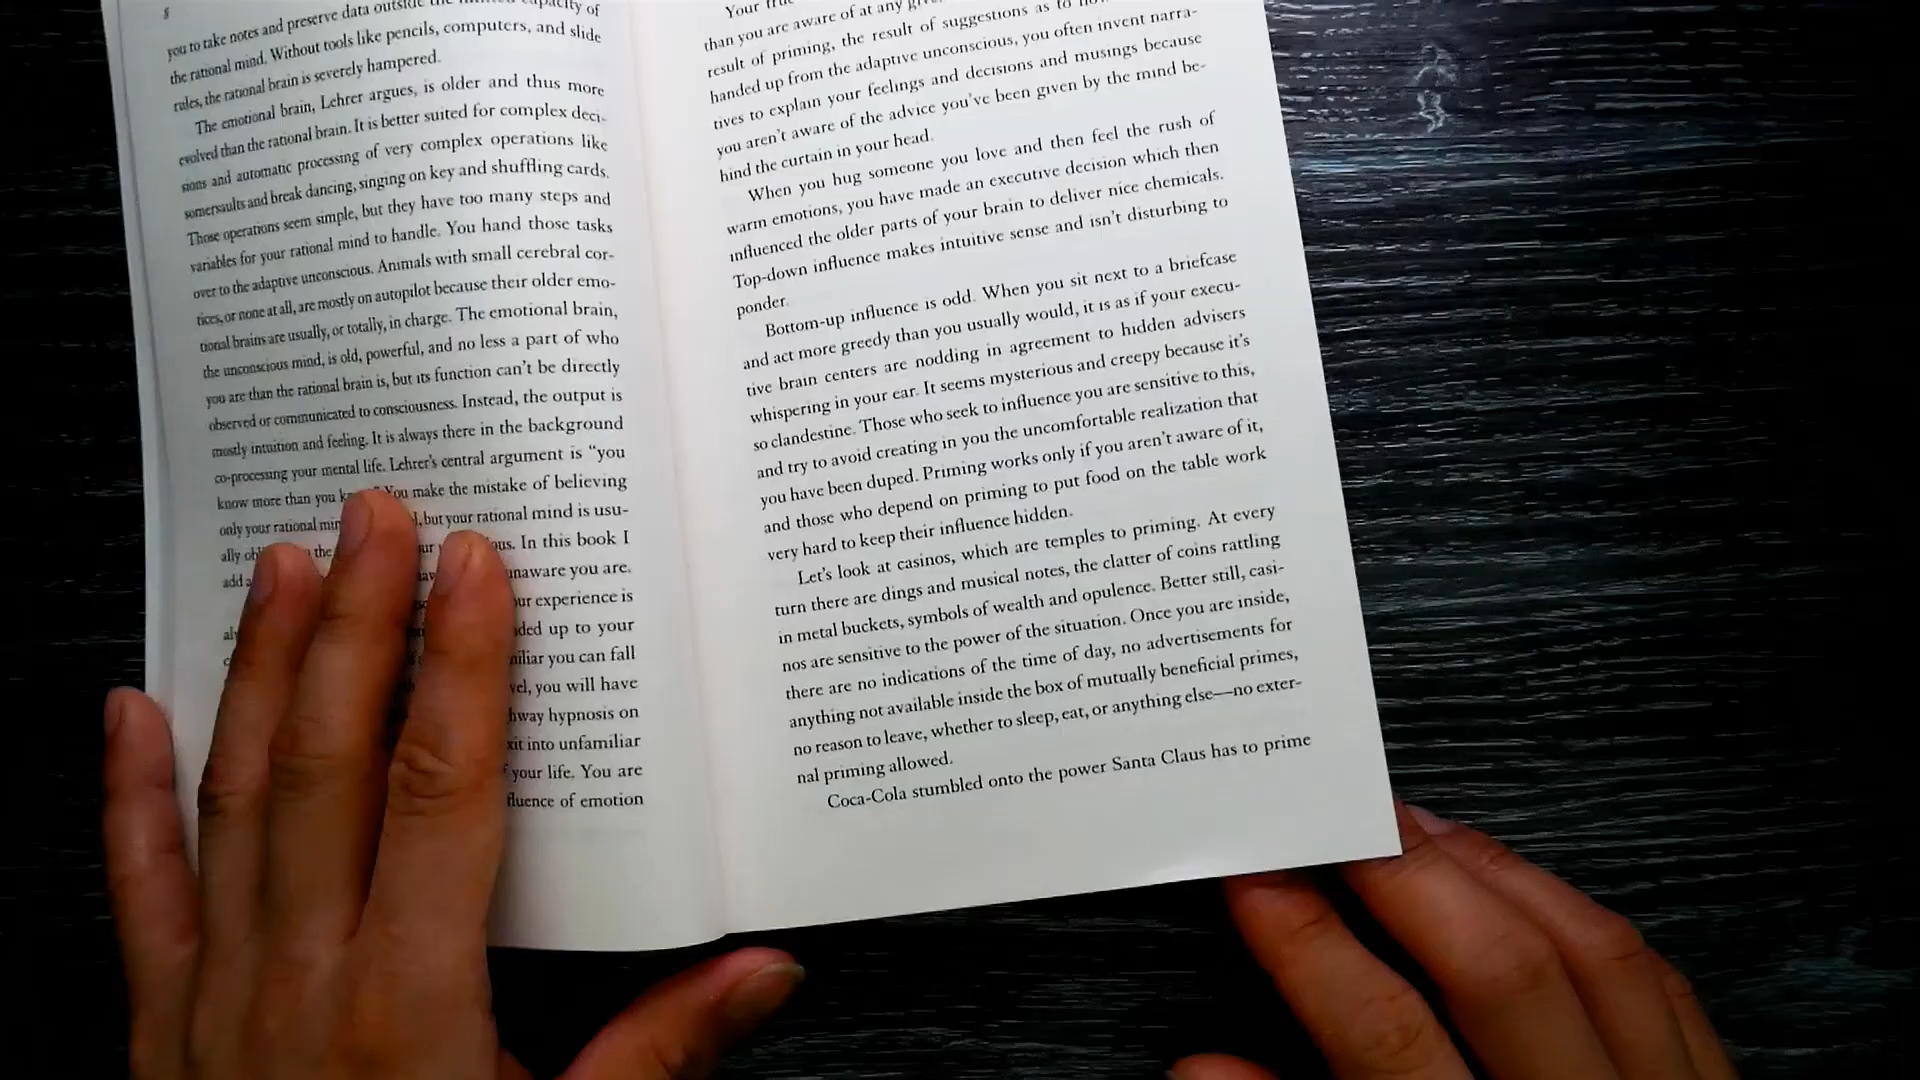 8
you to take notes and preserve data outside the capacity of
the rational mind. Without tools like pencils, computers, and slide
rules, the rational brain is severely hampered.
The emotional brain, Lehrer argues, is older and thus more
evolved than the rational brain. It is better suited for complex deci-
sions and automatic processing of very complex operations like
somersaults and break dancing, singing on key and shuffling cards.
Those operations seem simple, but they have too many steps and
variables for your rational mind to handle. You hand those tasks
over to the adaptive unconscious. Animals with small cerebral cor-
tices, or none at all, are mostly on autopilot because their older emo-
tional brains are usually, or totally, in charge. The emotional brain,
the unconscious mind, is old, powerful, and no less a part of who
you are than the rational brain is, but its function can't be directly
observed or communicated to consciousness. Instead, the output is
mostly intuition and feeling. It is always there in the background
co-processing your mental life. Lehrer's central argument is “you
know more than you You make the mistake of believing
only your rational but your rational mind is usu-
ally the In this book I
add unaware you are.
experience is
up to your
you can fall
you will have
hypnosis on
into unfamiliar
your life. You are
of emotion
Your
than you are aware of at any
result of priming, the result of suggestions as to
handed up from the adaptive unconscious, you often invent narra-
tives to explain your feelings and decisions and musings because
you aren't aware of the advice you've been given by the mind be-
hind the curtain in your head.
When you hug someone you love and then feel the rush of
warm emotions, you have made an executive decision which then
influenced the older parts of your brain to deliver nice chemicals.
Top-down influence makes intuitive sense and isn't disturbing to
ponder.
Bottom-up influence is odd. When you sit next to a briefcase
and act more greedy than you usually would, it is as if your execu-
tive brain centers are nodding in agreement to hidden advisers
whispering in your ear. It seems mysterious and creepy because it's
so clandestine. Those who seek to influence you are sensitive to this,
and try to avoid creating in you the uncomfortable realization that
you have been duped. Priming works only if you aren't aware of it,
and those who depend on priming to put food on the table work
very hard to keep their influence hidden.
Let's look at casinos, which are temples to priming. At every
turn there are dings and musical notes, the clatter of coins rattling
in metal buckets, symbols of wealth and opulence. Better still, casi-
nos are sensitive to the power of the situation. Once you are inside,
there are no indications of the time of day, no advertisements for
anything not available inside the box of mutually beneficial primes,
no reason to leave, whether to sleep, eat, or anything else—no exter-
nal priming allowed.
Coca-Cola stumbled onto the power Santa Claus has to prime